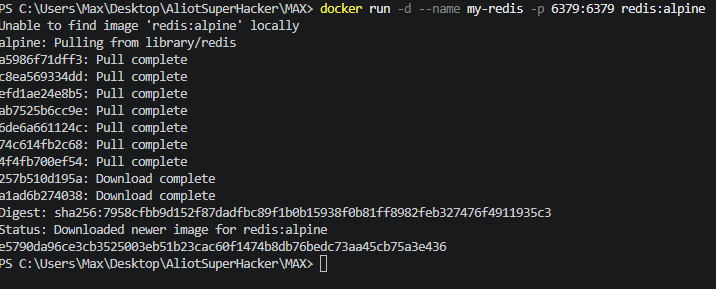 PS C:\Users\Max\Desktop\AliotSuperHacker\MAX> docker run -d --name my-redis -p 6379:6379 redis:alpine
Unable to find image 'redis:alpine' locally
alpine: Pulling from library/redis
a5986f71dff3: Pull complete
c8ea569334dd: Pull complete
efd1ae24e8b5: Pull complete
ab7525b6cc9e: Pull complete
6de6a661124c: Pull complete
74c614fb2c68: Pull complete
4f4fb700ef54: Pull complete
257b510d195a: Download complete
a1ad6b274038: Download complete
Digest: sha256:7958cfbb9d152f87dadfbc89f1b0b15938f0b81ff8982feb327476f4911935c3
Status: Downloaded newer image for redis:alpine
e5790da96ce3cb3525003eb51b23cac60f1474b8db76bedc73aa45cb75a3e436
PS C:\Users\Max\Desktop\AliotSuperHacker\MAX>